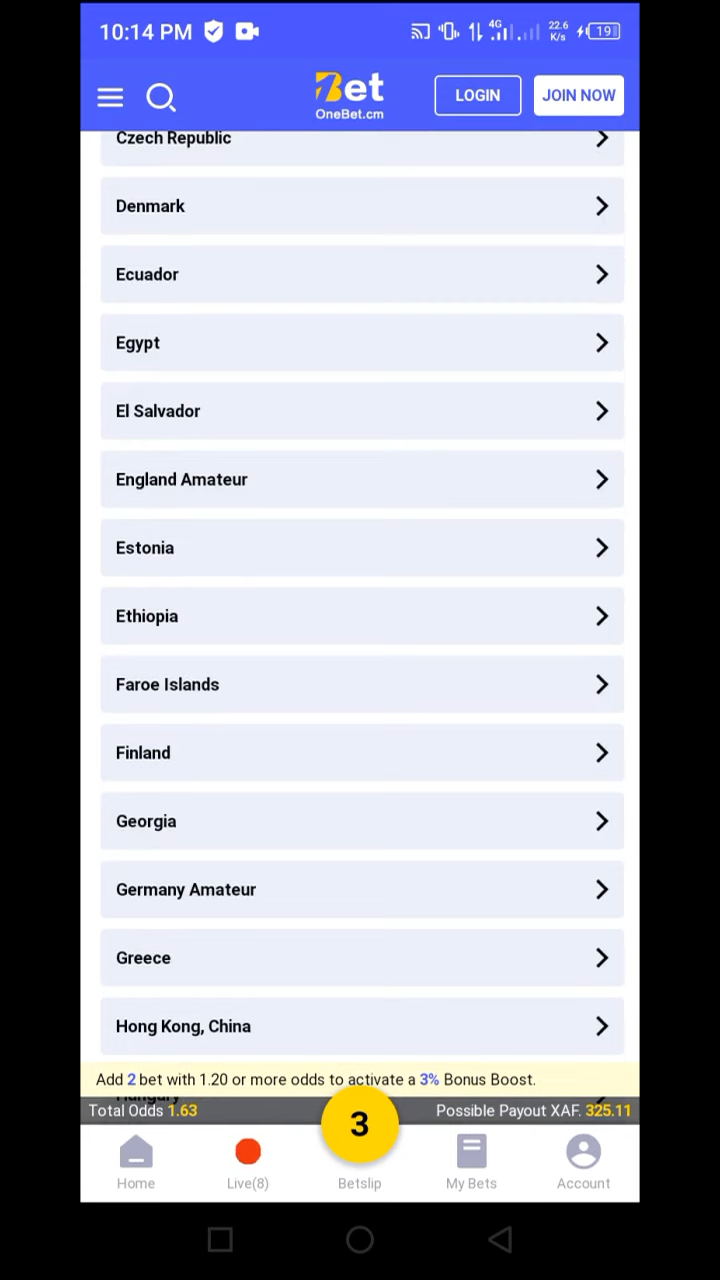 10:14 PM 4G 22.6 K/s 19
Bet
OneBet.cm
LOGIN
JOIN NOW
Czech Republic
Denmark
Ecuador
Egypt
El Salvador
England Amateur
Estonia
Ethiopia
Faroe Islands
Finland
Georgia
Germany Amateur
Greece
Hong Kong, China
Add 2 bet with 1.20 or more odds to activate a 3% Bonus Boost.
Hungary
Total Odds 1.63
3
Possible Payout XAF. 325.11
Home
Live(8)
Betslip
My Bets
Account